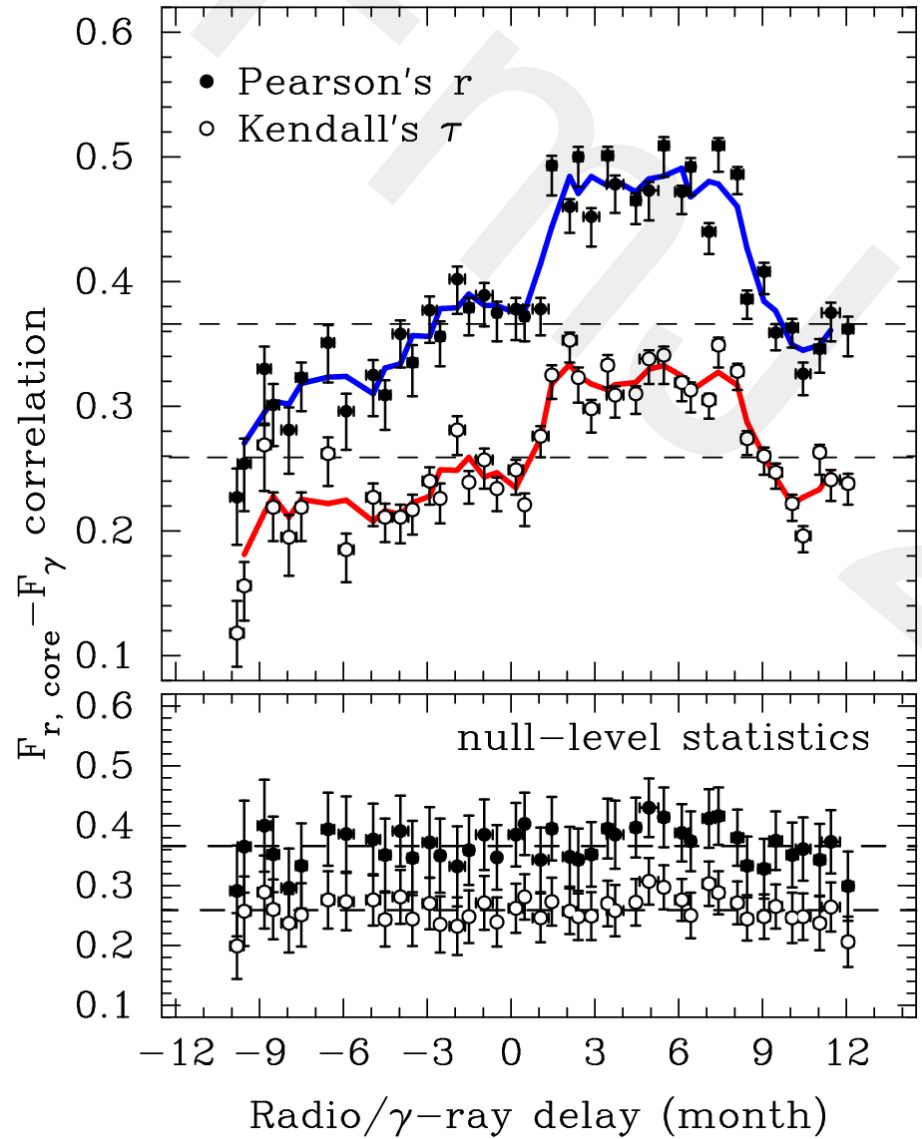 0.6
Pearson's r
Kendall's τ
0.5
0.4
0.3
0.2
0.1
F_r, core−F_γ correlation
0.6
null−level statistics
0.5
0.4
0.3
0.2
0.1
−12 −9 −6 −3 0 3 6 9 12
Radio/γ−ray delay (month)